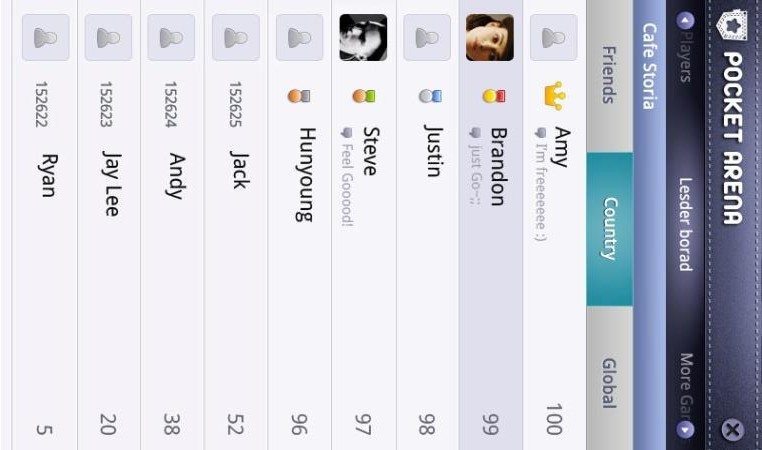 POCKET ARENA
Players Lesder borad More Gar
Cafe Storia
Friends Country Global
Amy 100
I'm freeeeeee :)
Brandon 99
just Go~;;
Justin 98
Steve 97
Feel Gooood!
Hunyoung 96
152625 Jack 52
152624 Andy 38
152623 Jay Lee 20
152622 Ryan 5